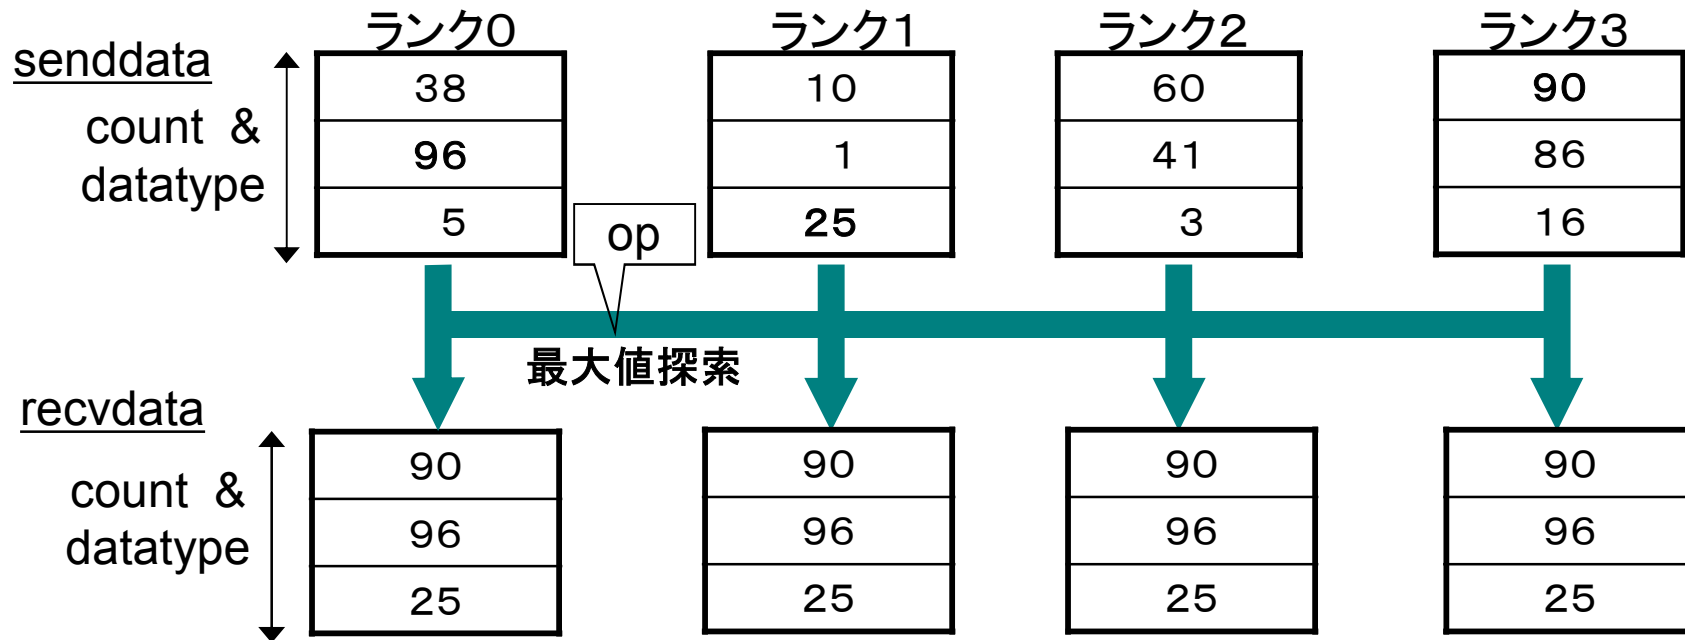 ランク0 ランク1 ランク2 ランク3
senddata
count & datatype
38 10 60 90
96 1 41 86
5 25 3 16
op
最大値探索
recvdata
count & datatype
90 90 90 90
96 96 96 96
25 25 25 25